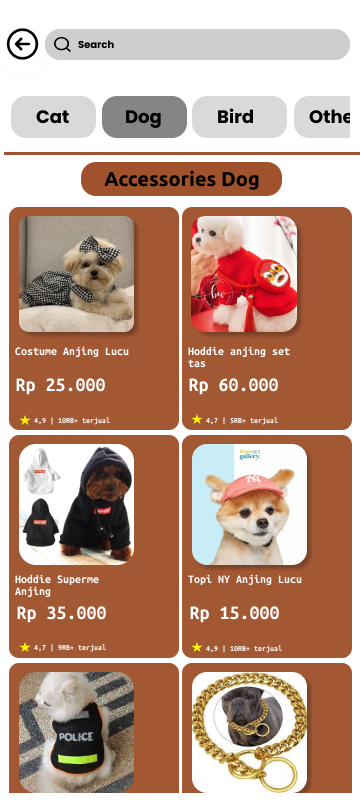 Search
Cat
Dog
Bird
Othe
Accessories Dog
Costume Anjing Lucu
Rp 25.000
4,9 | 10RB+ terjual
Hoddie anjing set
tas
Rp 60.000
4,7 | 5RB+ terjual
Hoddie Superme
Anjing
Rp 35.000
4,7 | 9RB+ terjual
gallery.
NY
Topi NY Anjing Lucu
Rp 15.000
4,9 | 10RB+ terjual
POLICE